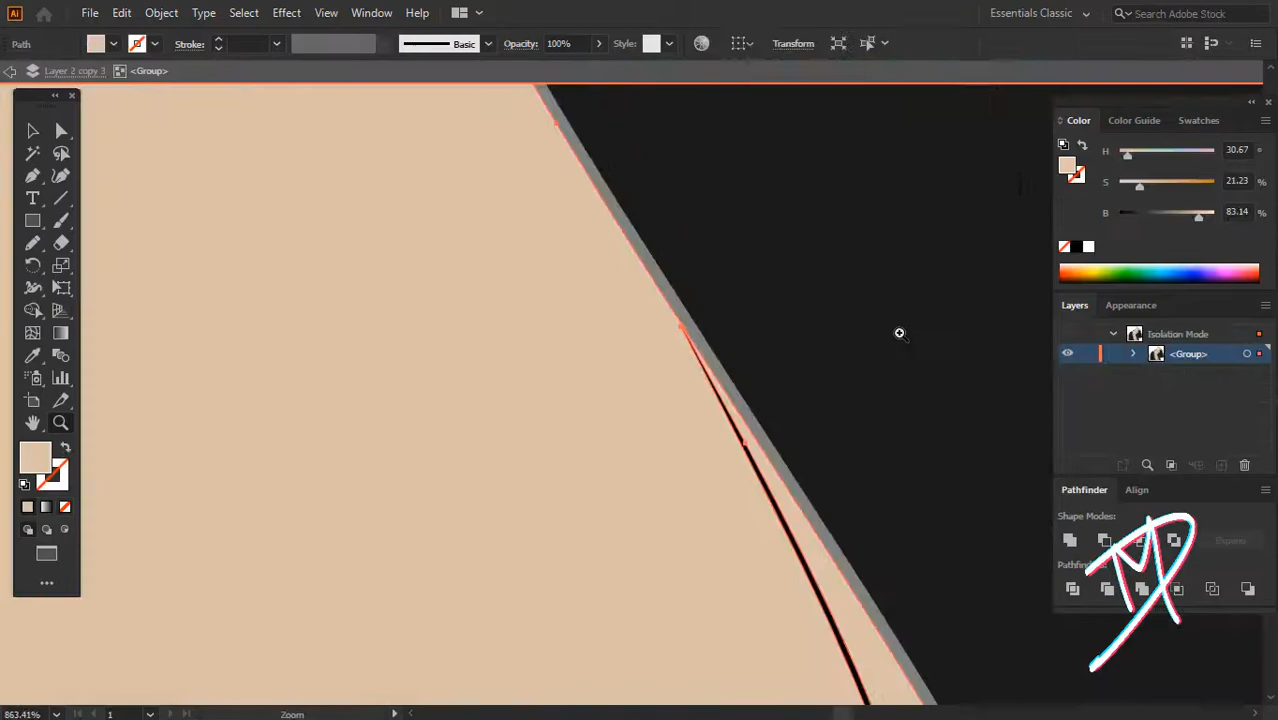 Ai File Edit Object Type Select Effect View Window Help Essentials Classic Search Adobe Stock
Path Stroke: Basic Opacity: 100% Style: Transform
Layer 2 copy 3 <Group>
Color Color Guide Swatches
H 30.67 °
S 21.23 %
B 83.14 %
Layers Appearance
Isolation Mode
<Group>
Pathfinder Align
Shape Modes:
Expand
863.41% 1 Zoom